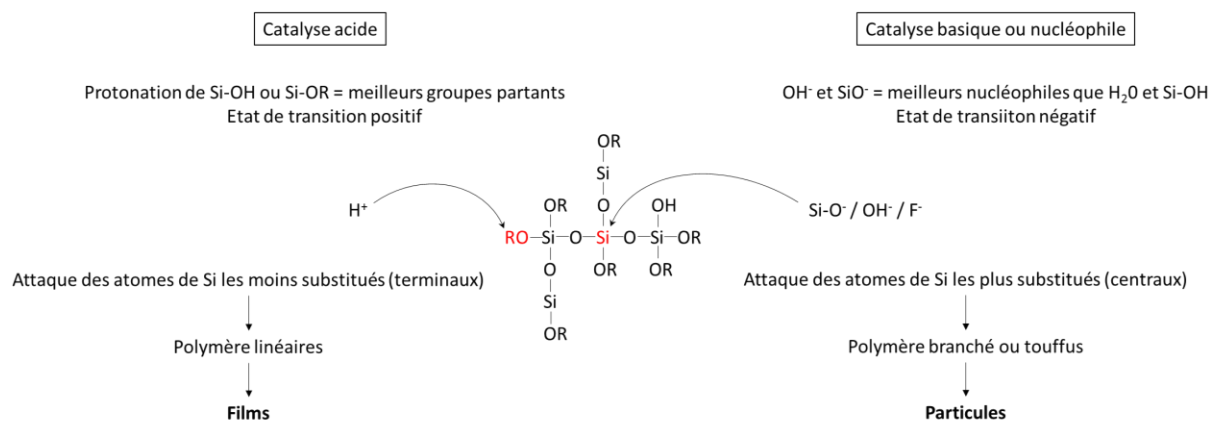 Catalyse acide
Protonation de Si-OH ou Si-OR = meilleurs groupes partants
Etat de transition positif
Catalyse basique ou nucléophile
OH⁻ et SiO⁻ = meilleurs nucléophiles que H₂0 et Si-OH
Etat de transiiton négatif
OR
Si
H⁺
OR O OH
Si-O⁻ / OH⁻ / F⁻
RO—Si—O—Si—O—Si—OR
O OR OR
Si
OR
Attaque des atomes de Si les moins substitués (terminaux)
Polymère linéaires
Films
Attaque des atomes de Si les plus substitués (centraux)
Polymère branché ou touffus
Particules